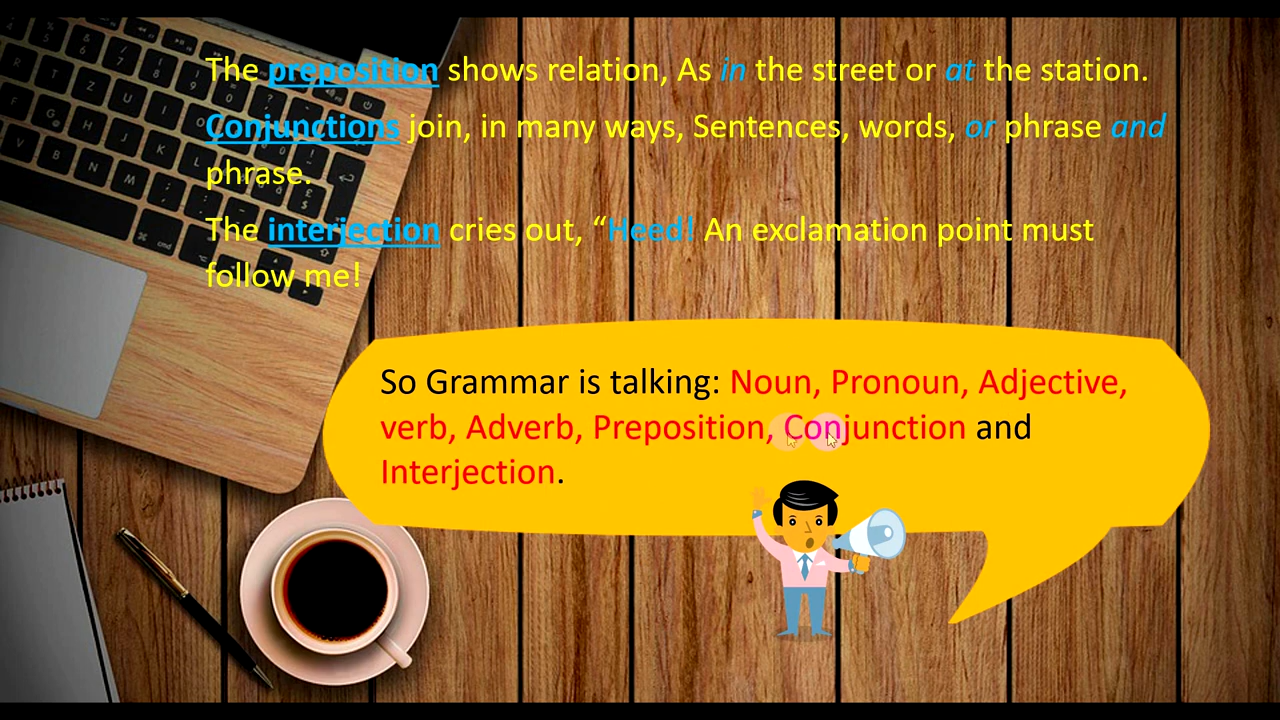 The preposition shows relation, As in the street or at the station.
Conjunctions join, in many ways, Sentences, words, or phrase and
phrase.
The interjection cries out, “Heed! An exclamation point must
follow me!
So Grammar is talking: Noun, Pronoun, Adjective,
verb, Adverb, Preposition, Conjunction and
Interjection.